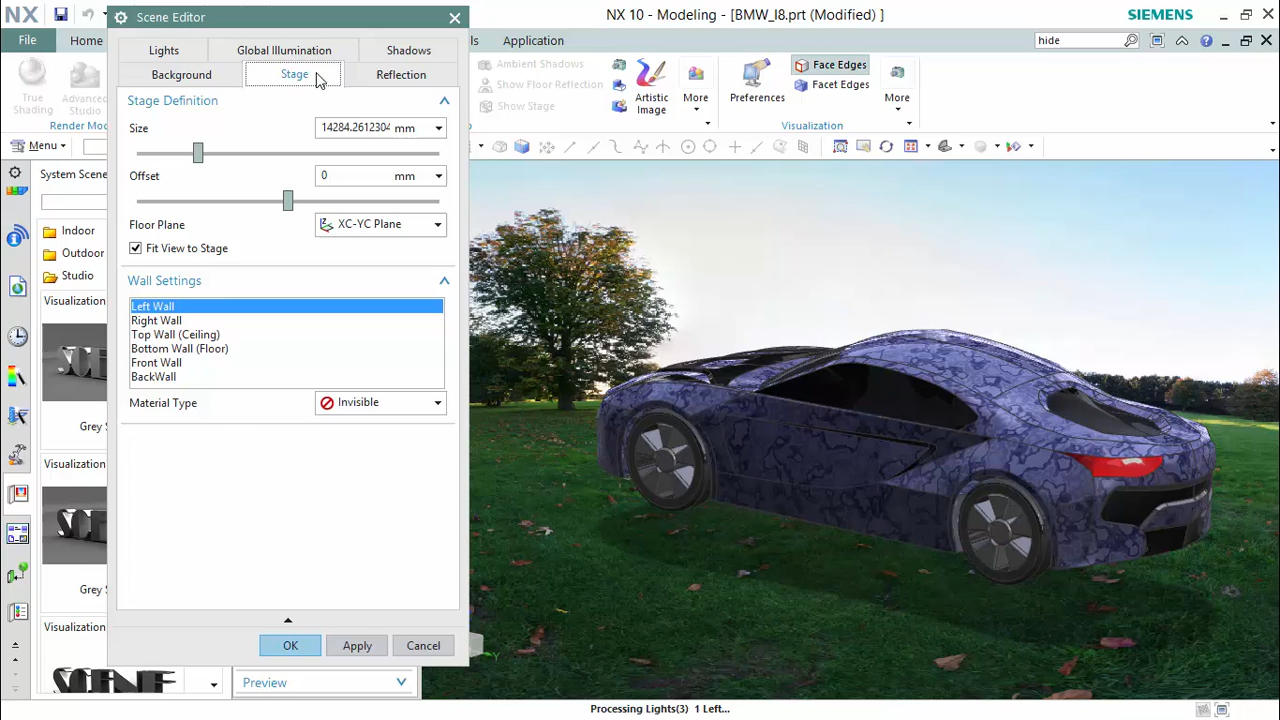 NX
Scene Editor
NX 10 - Modeling - [BMW_I8.prt (Modified) ]
SIEMENS
File
Home
Lights
Global Illumination
Shadows
ls
Application
hide
Background
Stage
Reflection
True
Shading
Advanced
Studio
Render Mo
Ambient Shadows
Show Floor Reflection
Show Stage
Artistic
Image
More
Preferences
Face Edges
Facet Edges
More
Visualization
Stage Definition
Size
14284.2612304
mm
Offset
0
mm
Floor Plane
XC-YC Plane
Fit View to Stage
Wall Settings
Left Wall
Right Wall
Top Wall (Ceiling)
Bottom Wall (Floor)
Front Wall
BackWall
Material Type
Invisible
Menu
System Scene
Indoor
Outdoor
Studio
Visualization
Grey S
Visualization
Grey S
Visualization
SCENE
OK
Apply
Cancel
Preview
Processing Lights(3) 1 Left...